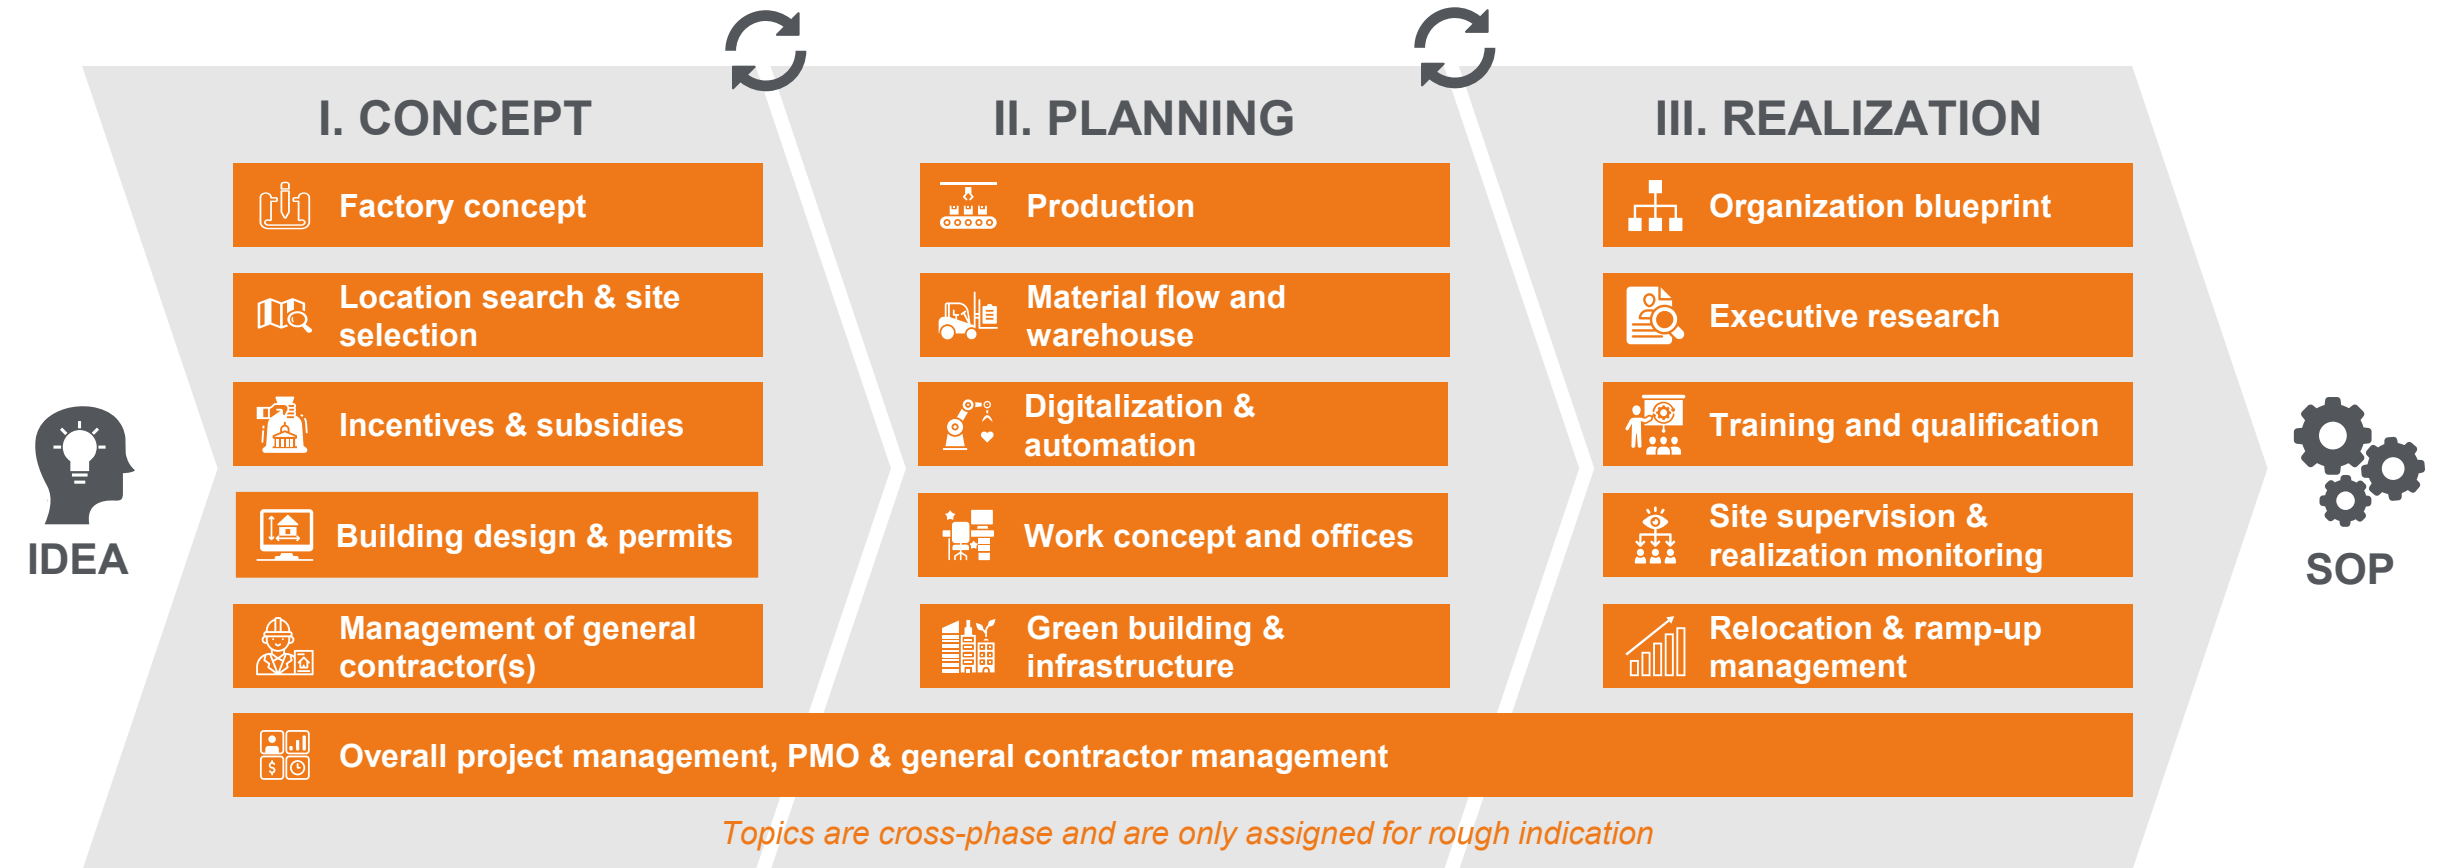 I. CONCEPT
Factory concept
Location search & site
selection
Incentives & subsidies
Building design & permits
Management of general
contractor(s)
II. PLANNING
Production
Material flow and
warehouse
Digitalization &
automation
Work concept and offices
Green building &
infrastructure
III. REALIZATION
Organization blueprint
Executive research
Training and qualification
Site supervision &
realization monitoring
Relocation & ramp-up
management
IDEA
SOP
Overall project management, PMO & general contractor management
Topics are cross-phase and are only assigned for rough indication